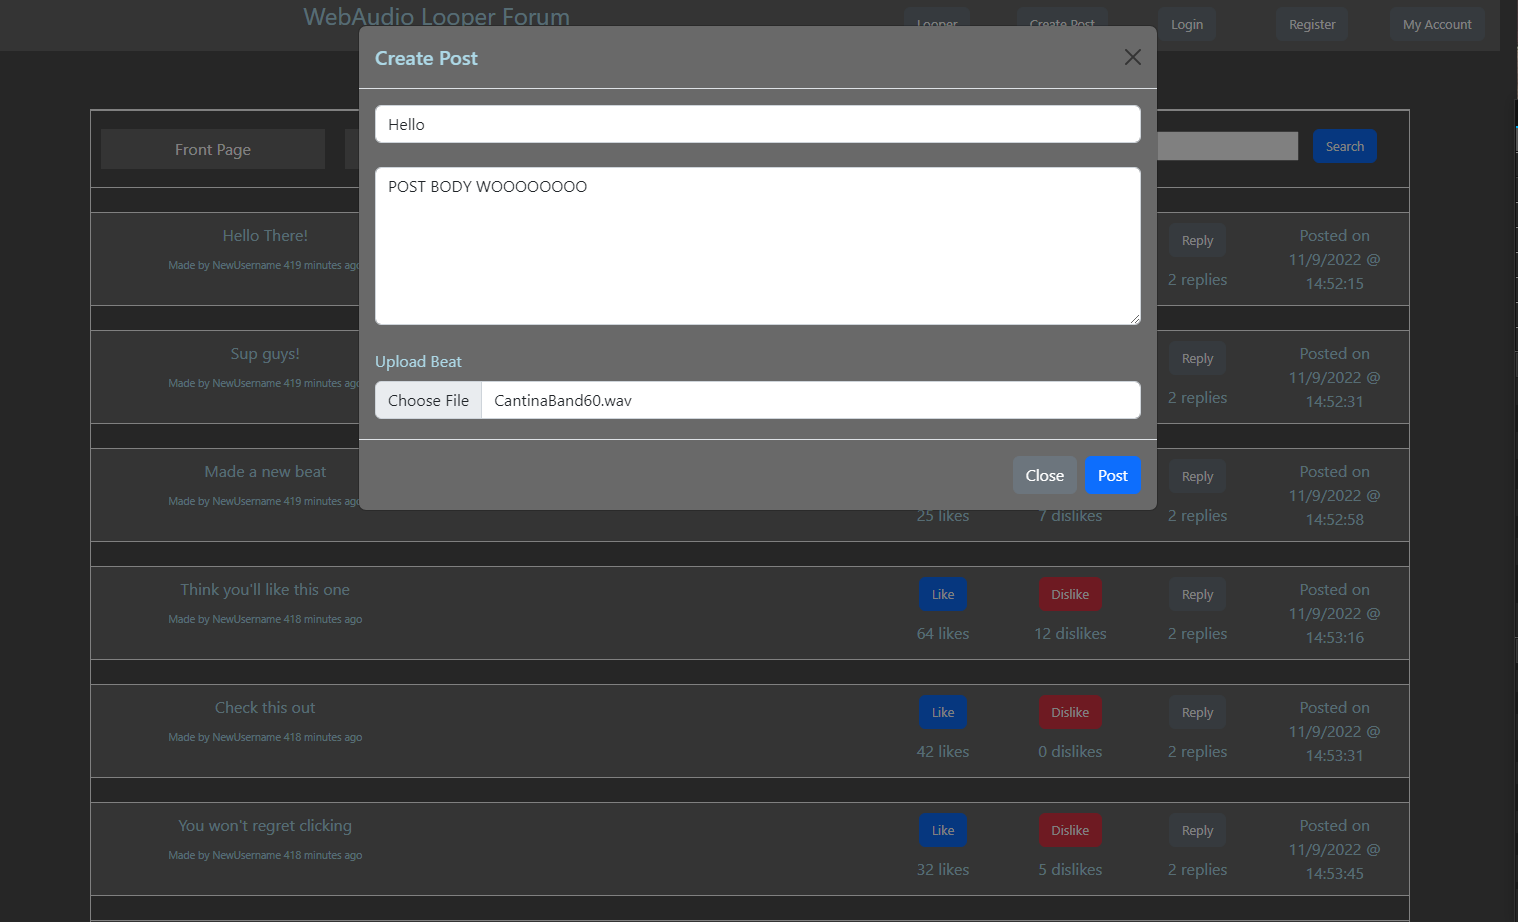 WebAudio Looper Forum
Looper
Create Post
Login
Register
My Account
Create Post
Hello
POST BODY WOOOOOOOO
Upload Beat
Choose File
CantinaBand60.wav
Close
Post
Front Page
Search
Hello There!
Made by NewUsername 419 minutes ago
Reply
2 replies
Posted on
11/9/2022 @
14:52:15
Sup guys!
Made by NewUsername 419 minutes ago
Reply
2 replies
Posted on
11/9/2022 @
14:52:31
Made a new beat
Made by NewUsername 419 minutes ago
25 likes
7 dislikes
Reply
2 replies
Posted on
11/9/2022 @
14:52:58
Think you'll like this one
Made by NewUsername 418 minutes ago
Like
64 likes
Dislike
12 dislikes
Reply
2 replies
Posted on
11/9/2022 @
14:53:16
Check this out
Made by NewUsername 418 minutes ago
Like
42 likes
Dislike
0 dislikes
Reply
2 replies
Posted on
11/9/2022 @
14:53:31
You won't regret clicking
Made by NewUsername 418 minutes ago
Like
32 likes
Dislike
5 dislikes
Reply
2 replies
Posted on
11/9/2022 @
14:53:45